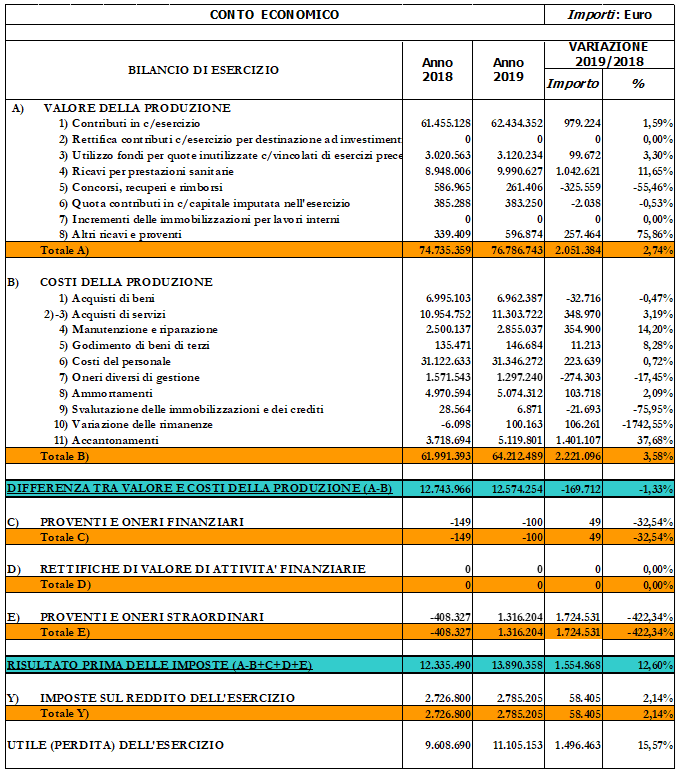 CONTO ECONOMICO Importi: Euro
BILANCIO DI ESERCIZIO Anno 2018 Anno 2019 VARIAZIONE 2019/2018
Importo %
A) VALORE DELLA PRODUZIONE
1) Contributi in c/esercizio 61.455.128 62.434.352 979.224 1,59%
2) Rettifica contributi c/esercizio per destinazione ad investimenti 0 0 0 0,00%
3) Utilizzo fondi per quote inutilizzate c/vincolati di esercizi prece 3.020.563 3.120.234 99.672 3,30%
4) Ricavi per prestazioni sanitarie 8.948.006 9.990.627 1.042.621 11,65%
5) Concorsi, recuperi e rimborsi 586.965 261.406 -325.559 -55,46%
6) Quota contributi in c/capitale imputata nell'esercizio 385.288 383.250 -2.038 -0,53%
7) Incrementi delle immobilizzazioni per lavori interni 0 0 0 0,00%
8) Altri ricavi e proventi 339.409 596.874 257.464 75,86%
Totale A) 74.735.359 76.786.743 2.051.384 2,74%
B) COSTI DELLA PRODUZIONE
1) Acquisti di beni 6.995.103 6.962.387 -32.716 -0,47%
2)-3) Acquisti di servizi 10.954.752 11.303.722 348.970 3,19%
4) Manutenzione e riparazione 2.500.137 2.855.037 354.900 14,20%
5) Godimento di beni di terzi 135.471 146.684 11.213 8,28%
6) Costi del personale 31.122.633 31.346.272 223.639 0,72%
7) Oneri diversi di gestione 1.571.543 1.297.240 -274.303 -17,45%
8) Ammortamenti 4.970.594 5.074.312 103.718 2,09%
9) Svalutazione delle immobilizzazioni e dei crediti 28.564 6.871 -21.693 -75,95%
10) Variazione delle rimanenze -6.098 100.163 106.261 -1742,55%
11) Accantonamenti 3.718.694 5.119.801 1.401.107 37,68%
Totale B) 61.991.393 64.212.489 2.221.096 3,58%
DIFFERENZA TRA VALORE E COSTI DELLA PRODUZIONE (A-B) 12.743.966 12.574.254 -169.712 -1,33%
C) PROVENTI E ONERI FINANZIARI -149 -100 49 -32,54%
Totale C) -149 -100 49 -32,54%
D) RETTIFICHE DI VALORE DI ATTIVITA' FINANZIARIE 0 0 0 0,00%
Totale D) 0 0 0 0,00%
E) PROVENTI E ONERI STRAORDINARI -408.327 1.316.204 1.724.531 -422,34%
Totale E) -408.327 1.316.204 1.724.531 -422,34%
RISULTATO PRIMA DELLE IMPOSTE (A-B+C+D+E) 12.335.490 13.890.358 1.554.868 12,60%
Y) IMPOSTE SUL REDDITO DELL'ESERCIZIO 2.726.800 2.785.205 58.405 2,14%
Totale Y) 2.726.800 2.785.205 58.405 2,14%
UTILE (PERDITA) DELL'ESERCIZIO 9.608.690 11.105.153 1.496.463 15,57%